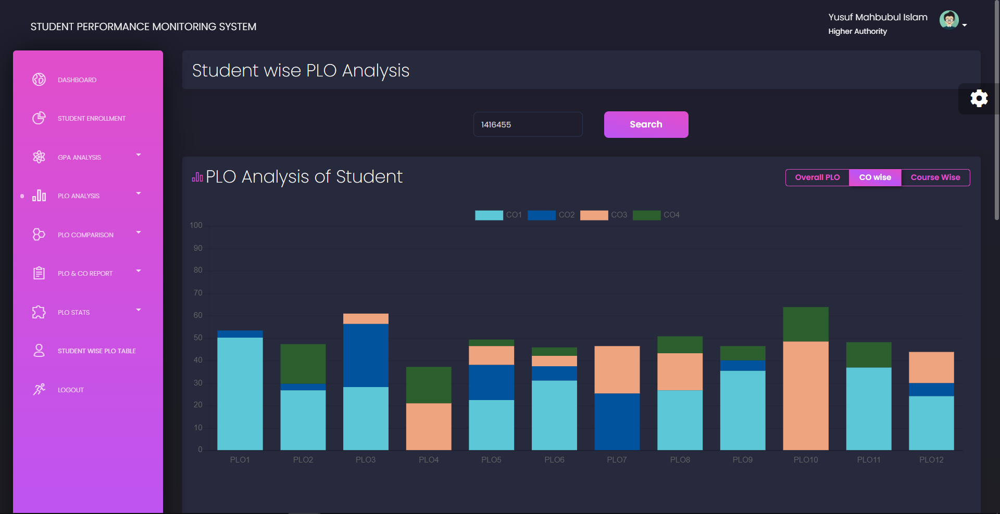 STUDENT PERFORMANCE MONITORING SYSTEM
Yusuf Mahbubul Islam
Higher Authority
DASHBOARD
STUDENT ENROLLMENT
GPA ANALYSIS
PLO ANALYSIS
PLO COMPARISON
PLO & CO REPORT
PLO STATS
STUDENT WISE PLO TABLE
LOGOUT
Student wise PLO Analysis
1416455
Search
PLO Analysis of Student
Overall PLO
CO wise
Course Wise
CO1 CO2 CO3 CO4
100
90
80
70
60
50
40
30
20
10
0
PLO1 PLO2 PLO3 PLO4 PLO5 PLO6 PLO7 PLO8 PLO9 PLO10 PLO11 PLO12